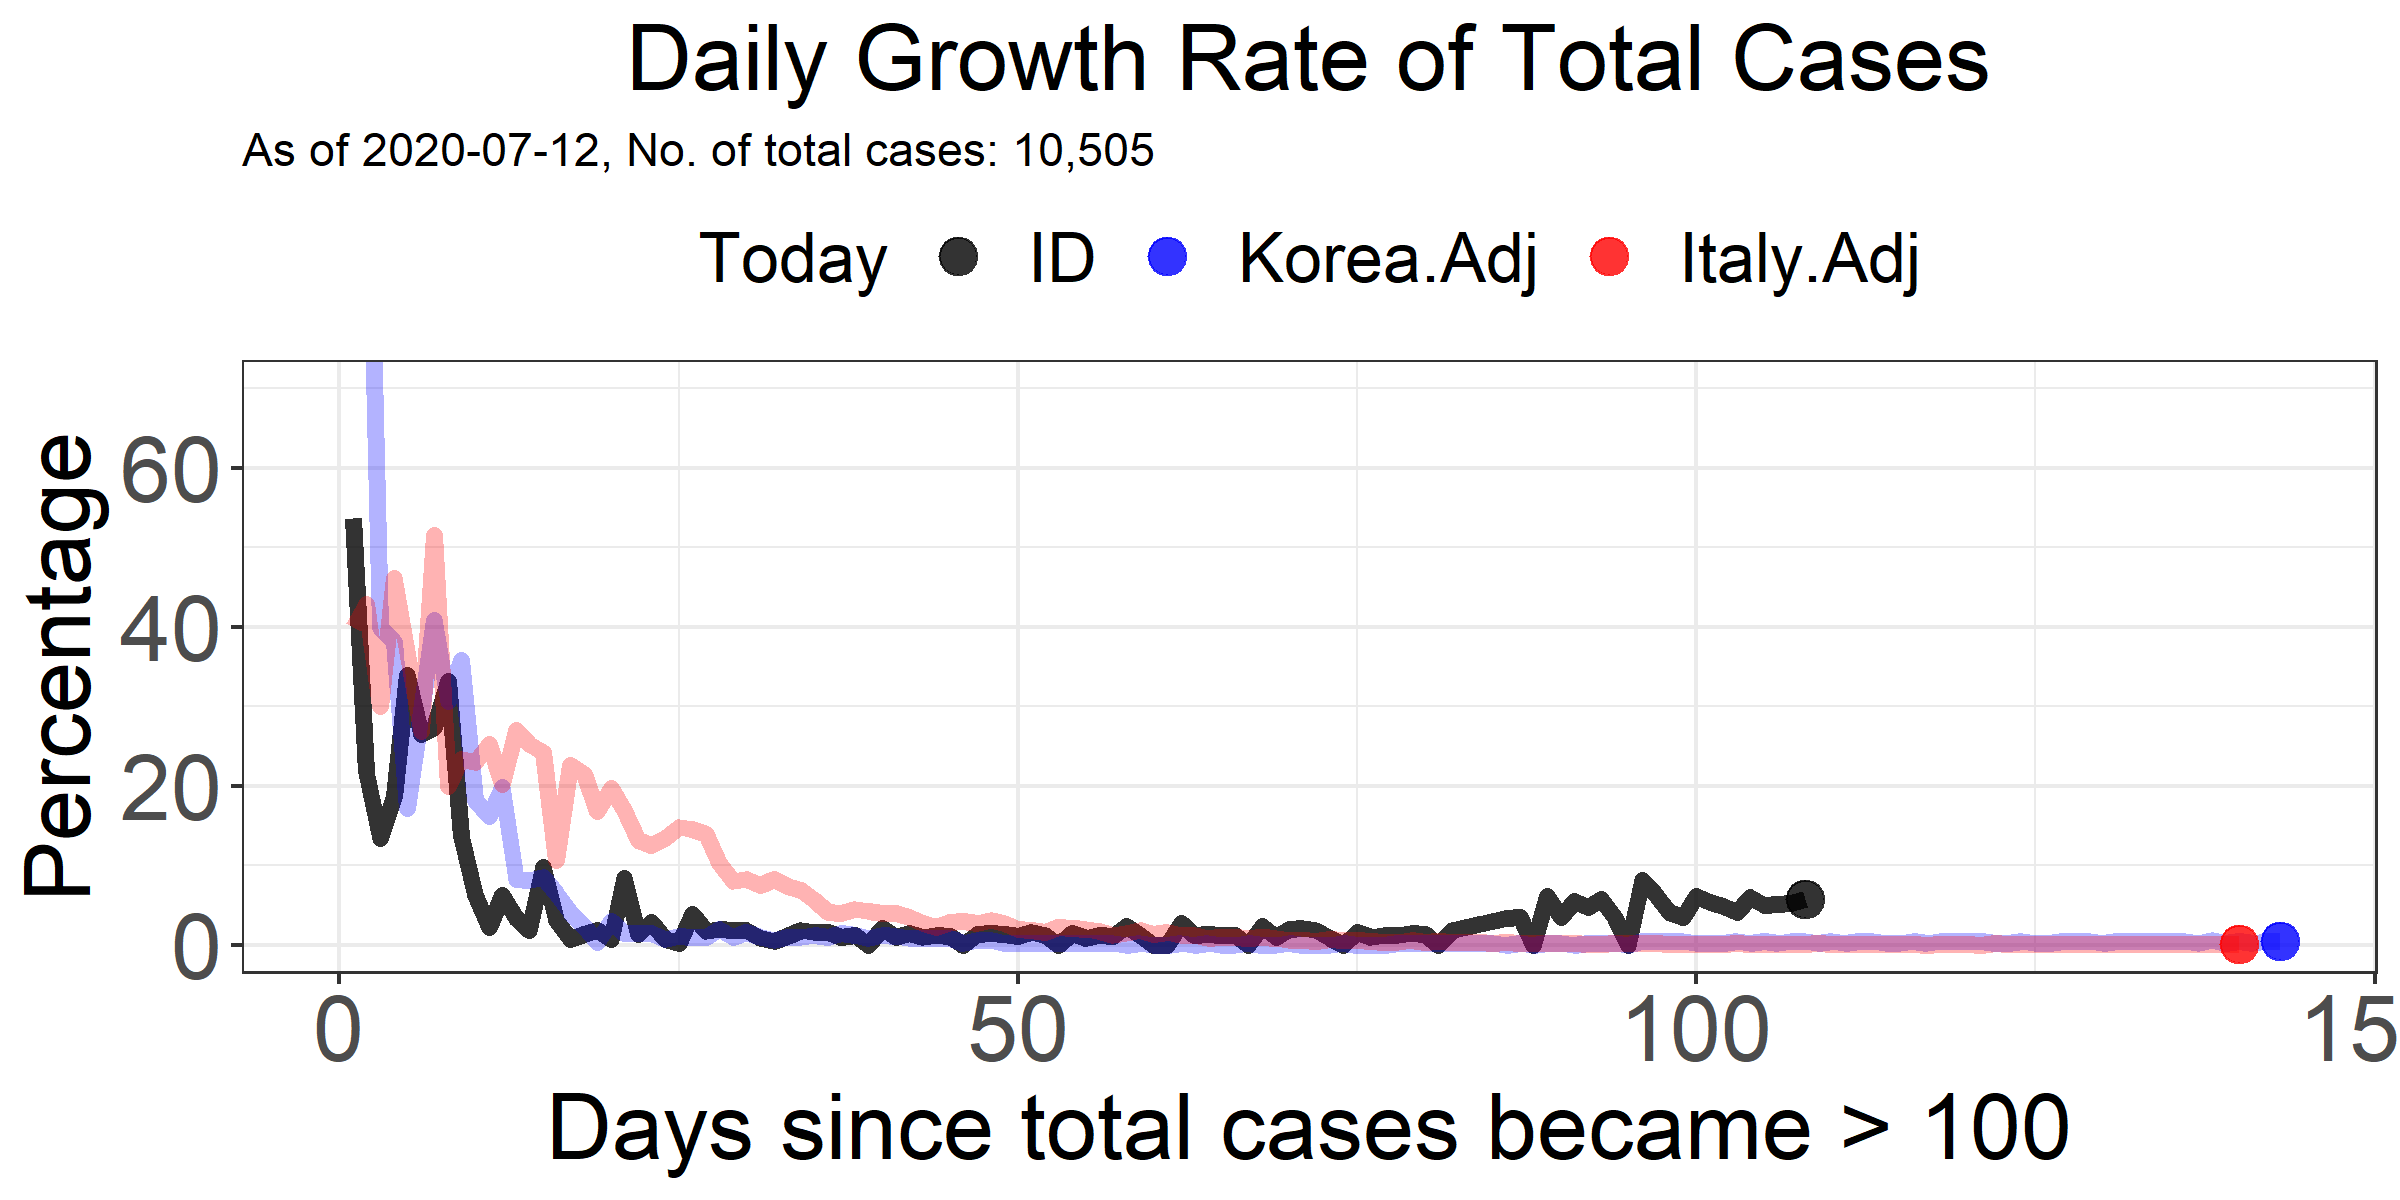 Daily Growth Rate of Total Cases
As of 2020-07-12, No. of total cases: 10,505
Today ID Korea.Adj Italy.Adj
Percentage
60
40
20
0
0 50 100 15
Days since total cases became > 100